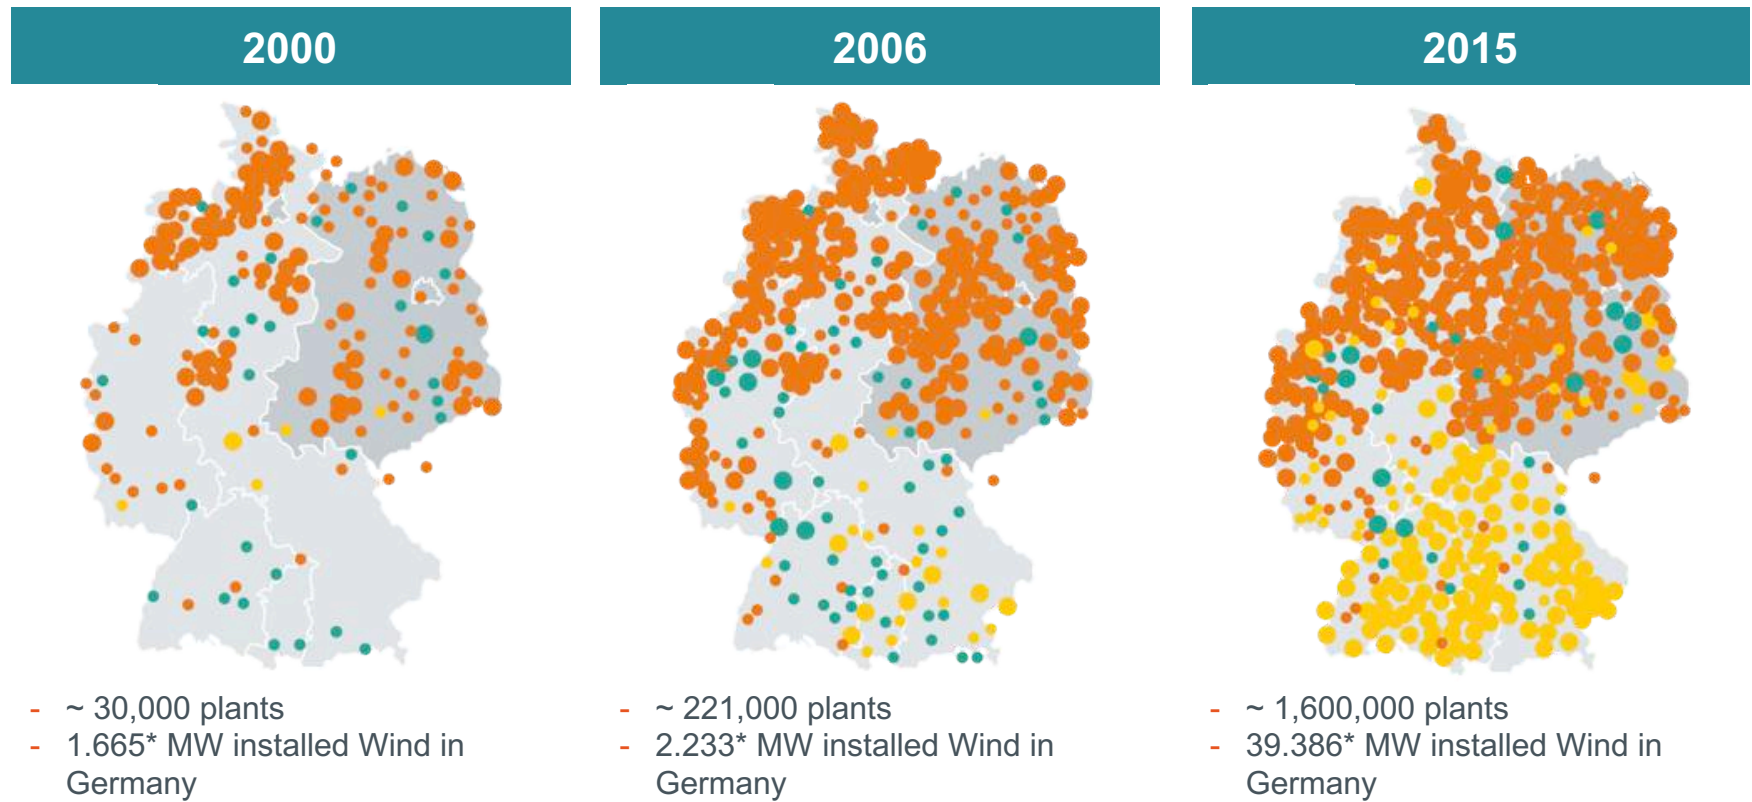 2000
2006
2015
- ~ 30,000 plants
- 1.665* MW installed Wind in
Germany
- ~ 221,000 plants
- 2.233* MW installed Wind in
Germany
- ~ 1,600,000 plants
- 39.386* MW installed Wind in
Germany